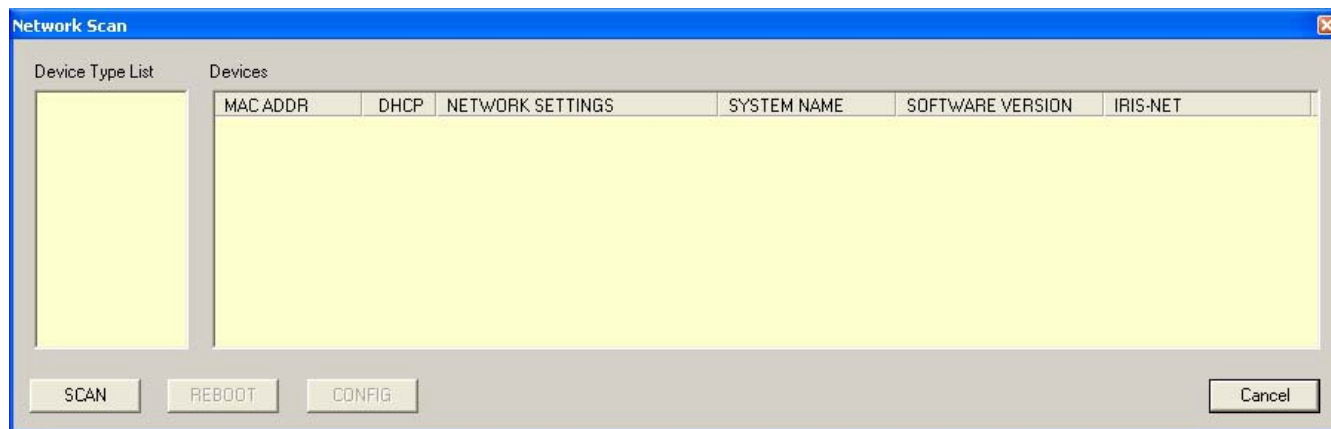 Network Scan
Device Type List Devices
MAC ADDR DHCP NETWORK SETTINGS SYSTEM NAME SOFTWARE VERSION IRIS-NET
SCAN REBOOT CONFIG Cancel